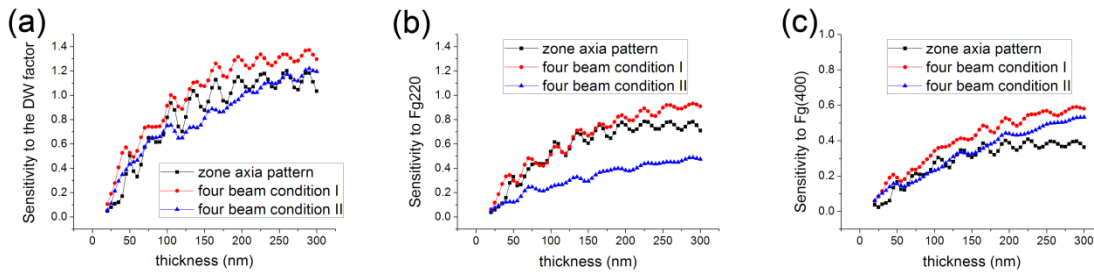 (a)
Sensitivity to the DW factor
1.4
1.2
1.0
0.8
0.6
0.4
0.2
0.0
zone axia pattern
four beam condition I
four beam condition II
0 50 100 150 200 250 300
thickness (nm)
(b)
Sensitivity to Fg220
1.4
1.2
1.0
0.8
0.6
0.4
0.2
0.0
zone axia pattern
four beam condition I
four beam condition II
0 50 100 150 200 250 300
thickness (nm)
(c)
Sensitivity to Fg(400)
1.0
0.8
0.6
0.4
0.2
0.0
zone axia pattern
four beam condition I
four beam condition II
0 50 100 150 200 250 300
thickness (nm)